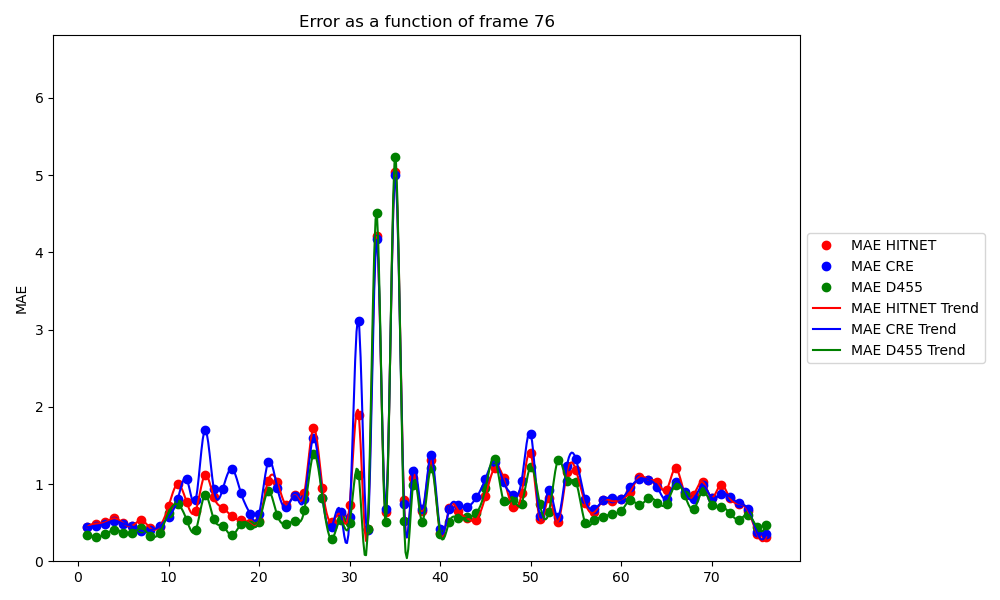 Error as a function of frame 76
MAE
6
5
4
3
2
1
0
0 10 20 30 40 50 60 70
MAE HITNET
MAE CRE
MAE D455
MAE HITNET Trend
MAE CRE Trend
MAE D455 Trend